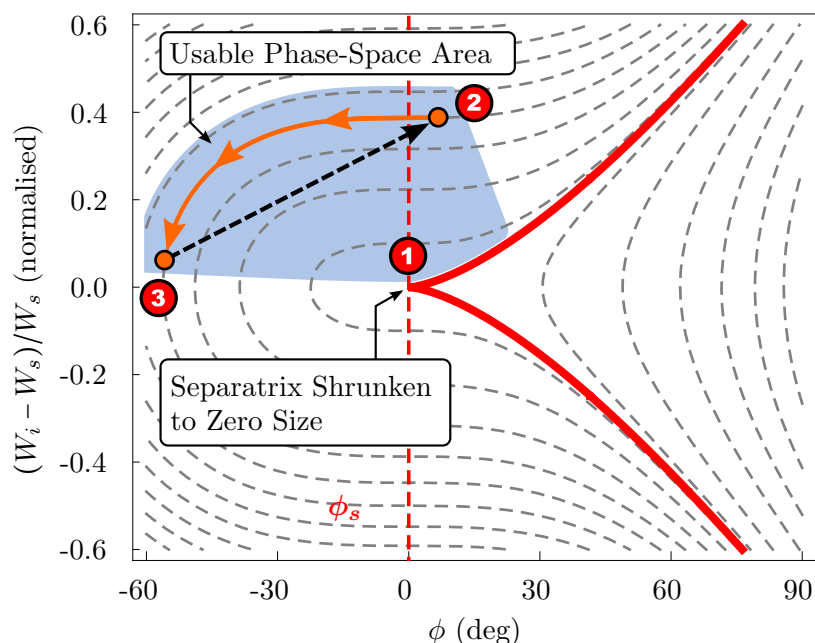 0.6
0.4
0.2
0.0
-0.2
-0.4
-0.6
(W_i − W_s)/W_s (normalised)
Usable Phase-Space Area
2
1
3
Separatrix Shrunken
to Zero Size
ϕ_s
-60
-30
0
30
60
90
ϕ (deg)